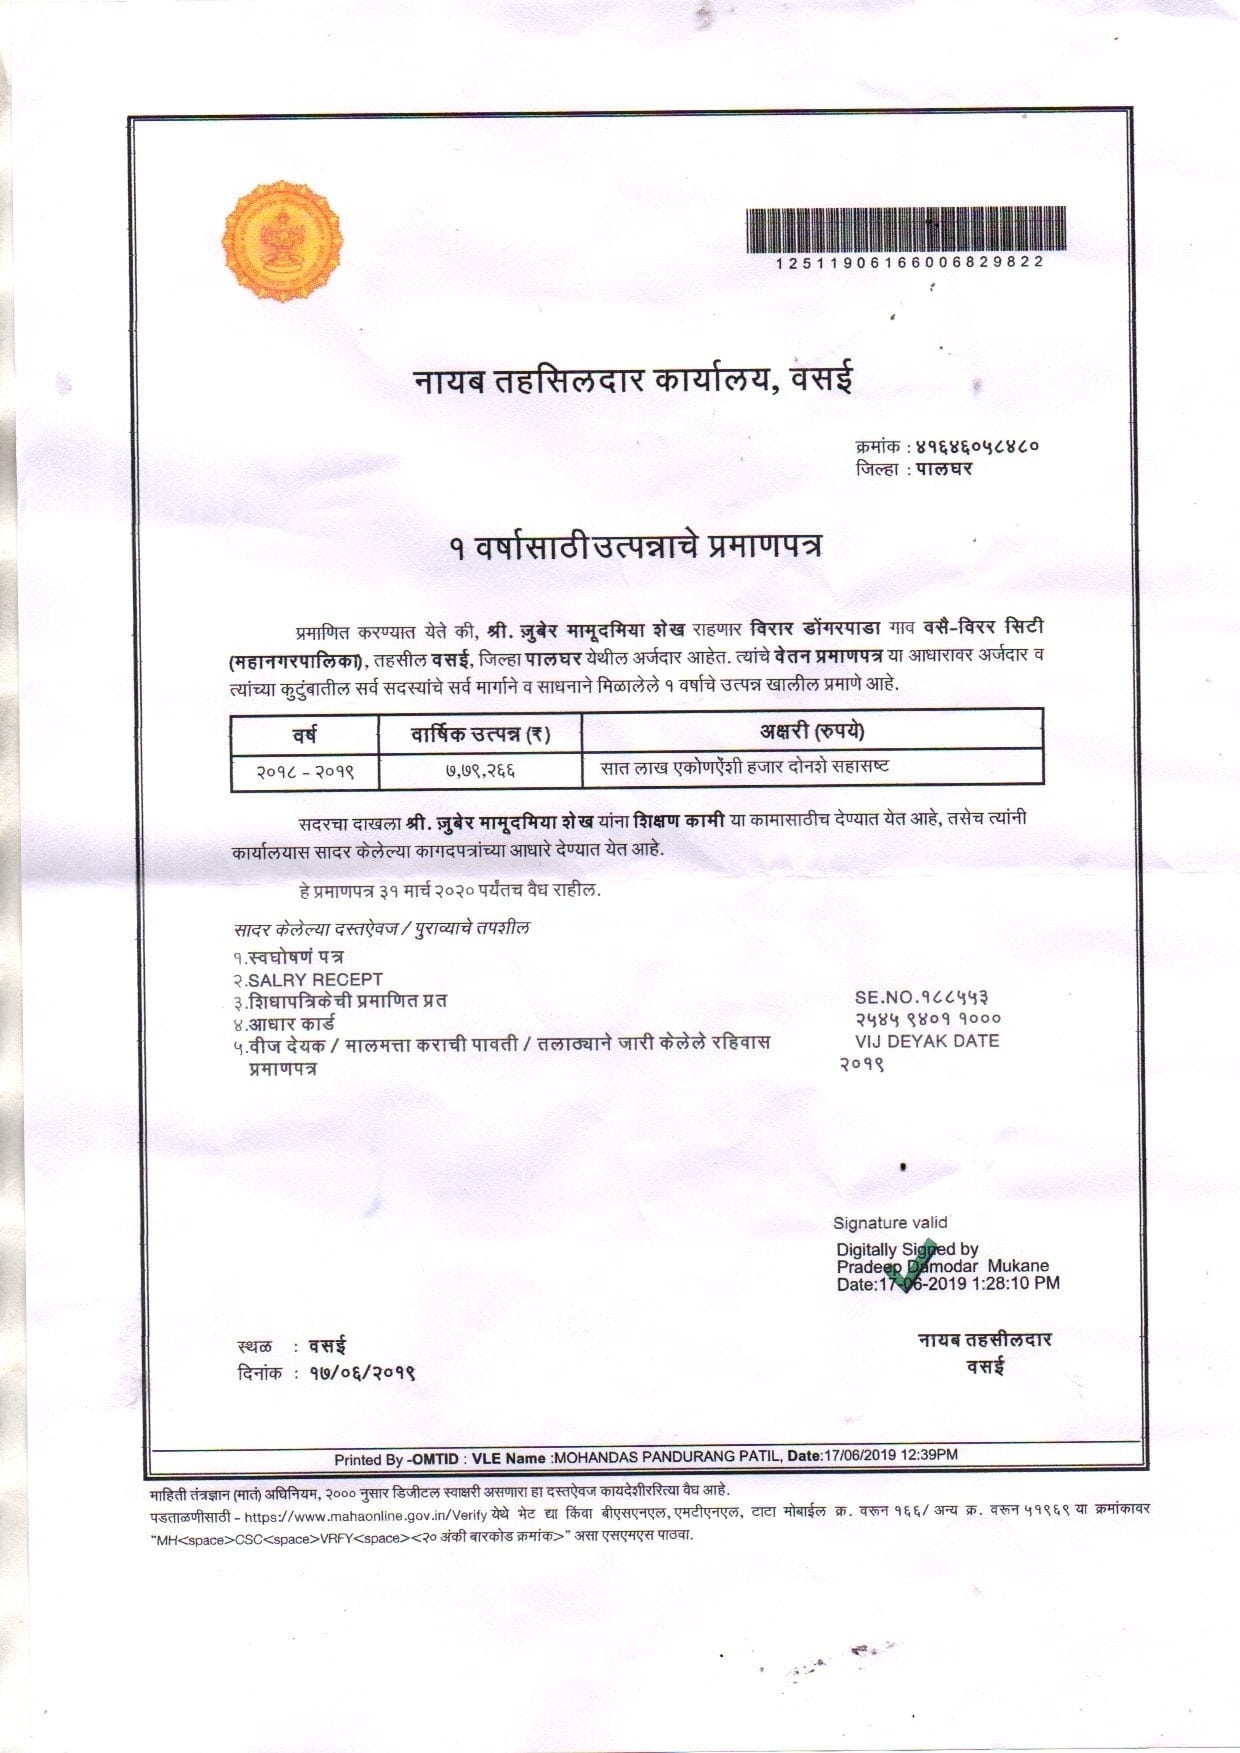 12511906166006829822
नायब तहसिलदार कार्यालय, वसई
क्रमांक : ४१६४६०५८४८०
जिल्हा : पालघर
१ वर्षासाठी उत्पन्नाचे प्रमाणपत्र
प्रमाणित करण्यात येते की, श्री. जुबेर मामूदमिया शेख राहणार विरार डोंगरपाडा गाव वसै-विरर सिटी
(महानगरपालिका), तहसील वसई, जिल्हा पालघर येथील अर्जदार आहेत. त्यांचे वेतन प्रमाणपत्र या आधारावर अर्जदार व
त्यांच्या कुटुंबातील सर्व सदस्यांचे सर्व मार्गाने व साधनाने मिळालेले १ वर्षाचे उत्पन्न खालील प्रमाणे आहे.
वर्ष वार्षिक उत्पन्न (₹) अक्षरी (रुपये)
२०१८ - २०१९ ७,७९,२६६ सात लाख एकोणऐंशी हजार दोनशे सहासष्ट
सदरचा दाखला श्री. जुबेर मामूदमिया शेख यांना शिक्षण कामी या कामासाठीच देण्यात येत आहे, तसेच त्यांनी
कार्यालयास सादर केलेल्या कागदपत्रांच्या आधारे देण्यात येत आहे.
हे प्रमाणपत्र ३१ मार्च २०२० पर्यंतच वैध राहील.
सादर केलेल्या दस्तऐवज / पुराव्याचे तपशील
१.स्वघोषणं पत्र
२.SALRY RECEPT
३.शिधापत्रिकेची प्रमाणित प्रत SE.NO.१८८५५३
४.आधार कार्ड २५४५ ९४०१ १०००
५.वीज देयक / मालमत्ता कराची पावती / तलाठ्याने जारी केलेले रहिवास VIJ DEYAK DATE
प्रमाणपत्र २०१९
Signature valid
Digitally Signed by
Pradeep Damodar Mukane
Date:17-06-2019 1:28:10 PM
स्थळ : वसई
दिनांक : १७/०६/२०१९
नायब तहसीलदार
वसई
Printed By -OMTID : VLE Name :MOHANDAS PANDURANG PATIL, Date:17/06/2019 12:39PM
माहिती तंत्रज्ञान (मातं) अधिनियम, २००० नुसार डिजीटल स्वाक्षरी असणारा हा दस्तऐवज कायदेशीररित्या वैध आहे.
पडताळणीसाठी - https://www.mahaonline.gov.in/Verify येथे भेट द्या किंवा बीएसएनएल, एमटीएनएल, टाटा मोबाईल क्र. वरून १६६/ अन्य क्र. वरून ५१९६९ या क्रमांकावर
“MH<space>CSC<space>VRFY<space><२० अंकी बारकोड क्रमांक>” असा एसएमएस पाठवा.